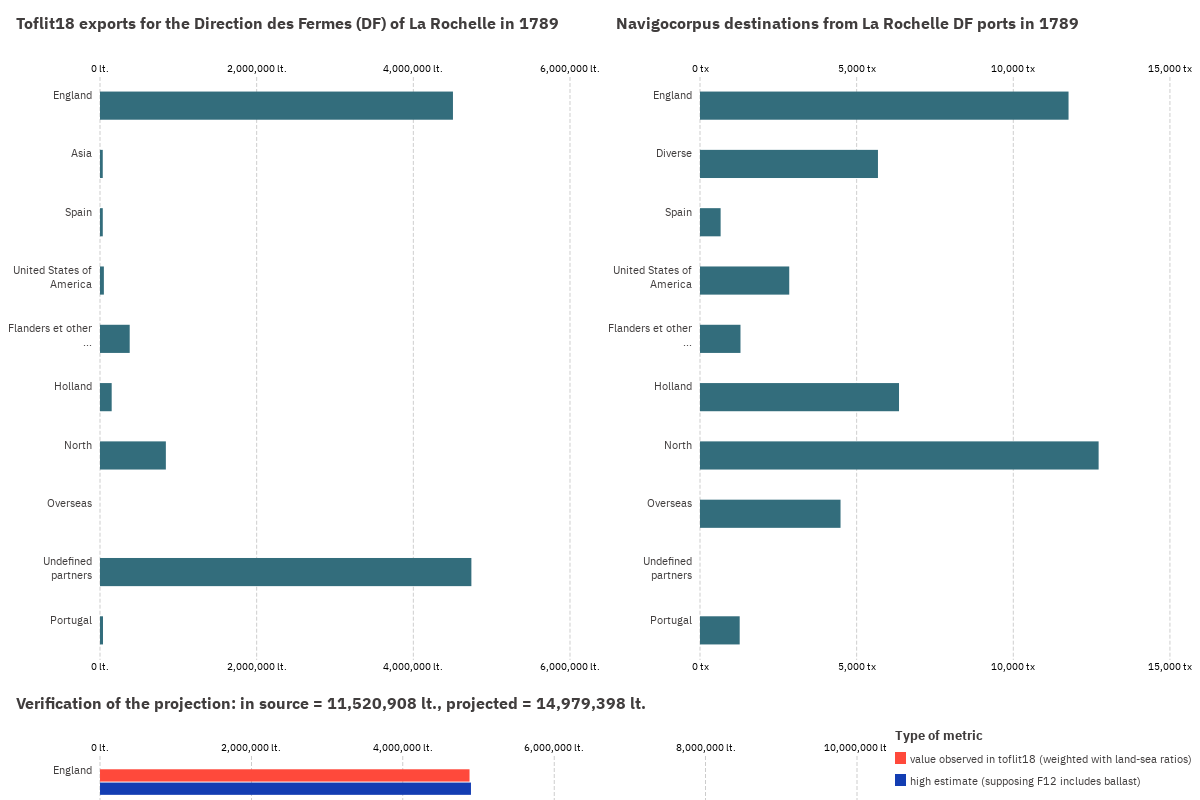 Toflit18 exports for the Direction des Fermes (DF) of La Rochelle in 1789
0 lt.
2,000,000 lt.
4,000,000 lt.
6,000,000 lt.
England
Asia
Spain
United States of
America
Flanders et other
...
Holland
North
Overseas
Undefined
partners
Portugal
0 lt.
2,000,000 lt.
4,000,000 lt.
6,000,000 lt.
Navigocorpus destinations from La Rochelle DF ports in 1789
0 tx
5,000 tx
10,000 tx
15,000 tx
England
Diverse
Spain
United States of
America
Flanders et other
...
Holland
North
Overseas
Undefined
partners
Portugal
0 tx
5,000 tx
10,000 tx
15,000 tx
Verification of the projection: in source = 11,520,908 lt., projected = 14,979,398 lt.
0 lt.
2,000,000 lt.
4,000,000 lt.
6,000,000 lt.
8,000,000 lt.
10,000,000 lt
England
Type of metric
value observed in toflit18 (weighted with land-sea ratios)
high estimate (supposing F12 includes ballast)